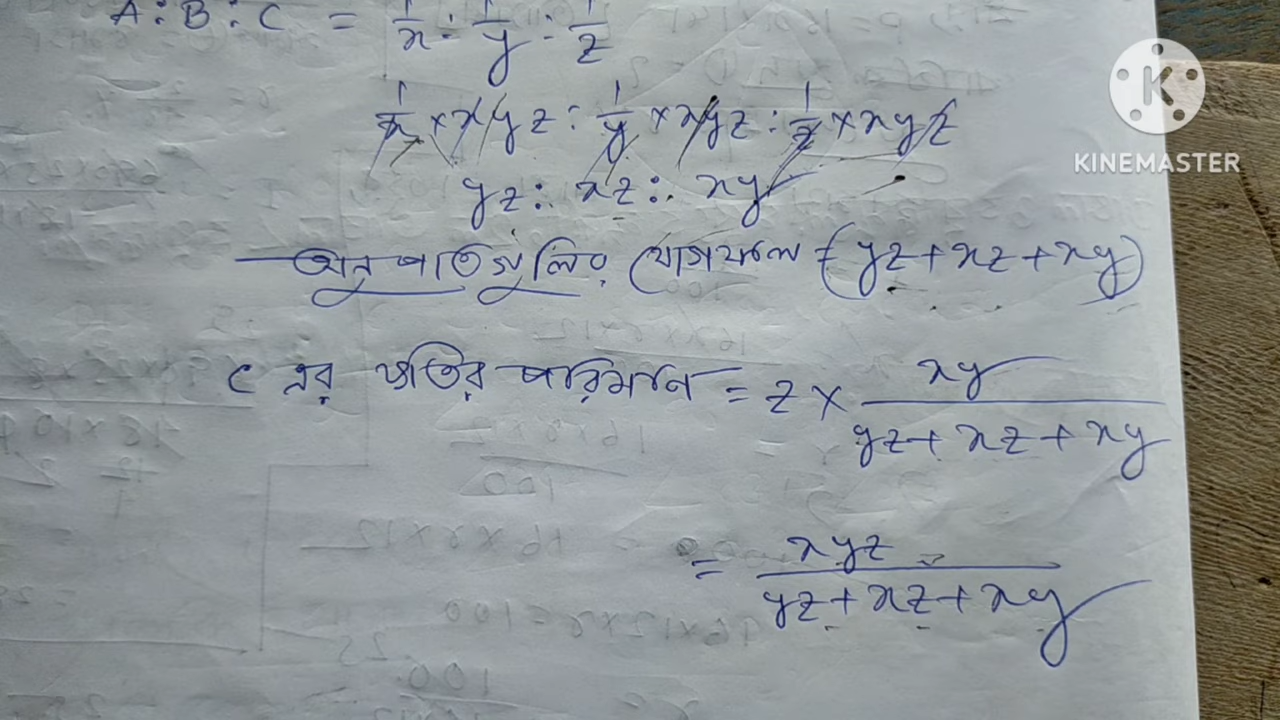 A : B : C = 1/x : 1/y : 1/z
KINEMASTER
1/x × xyz : 1/y × xyz : 1/z × xyz
yz : xz : xy
অনুপাতগুলির যোগফল = (yz + xz + xy)
C এর ক্ষতির পরিমান = z × xy / yz + xz + xy
= xyz / yz + xz + xy